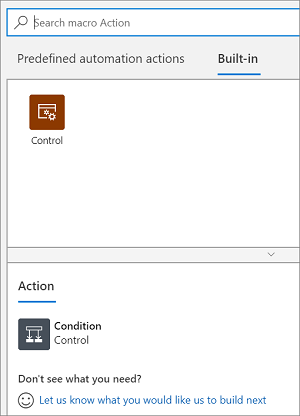 Search macro Action
Predefined automation actions Built-in
Control
Action
Condition
Control
Don't see what you need?
Let us know what you would like us to build next